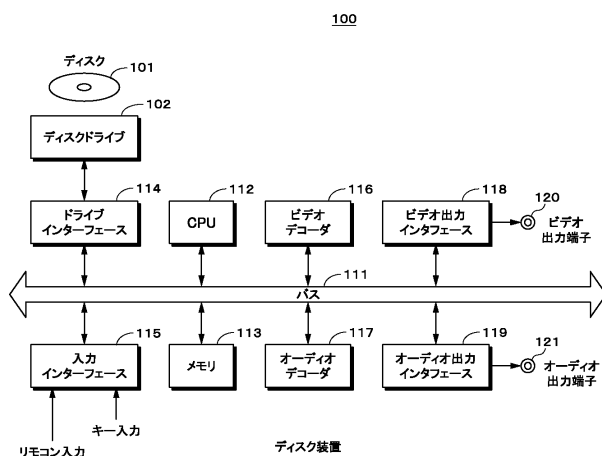 100
ディスク
101
102
ディスクドライブ
114
ドライブ
インターフェース
112
CPU
116
ビデオ
デコーダ
118
ビデオ出力
インタフェース
120
ビデオ
出力端子
111
バス
115
入力
インターフェース
113
メモリ
117
オーディオ
デコーダ
119
オーディオ出力
インタフェース
121
オーディオ
出力端子
キー入力
リモコン入力
ディスク装置